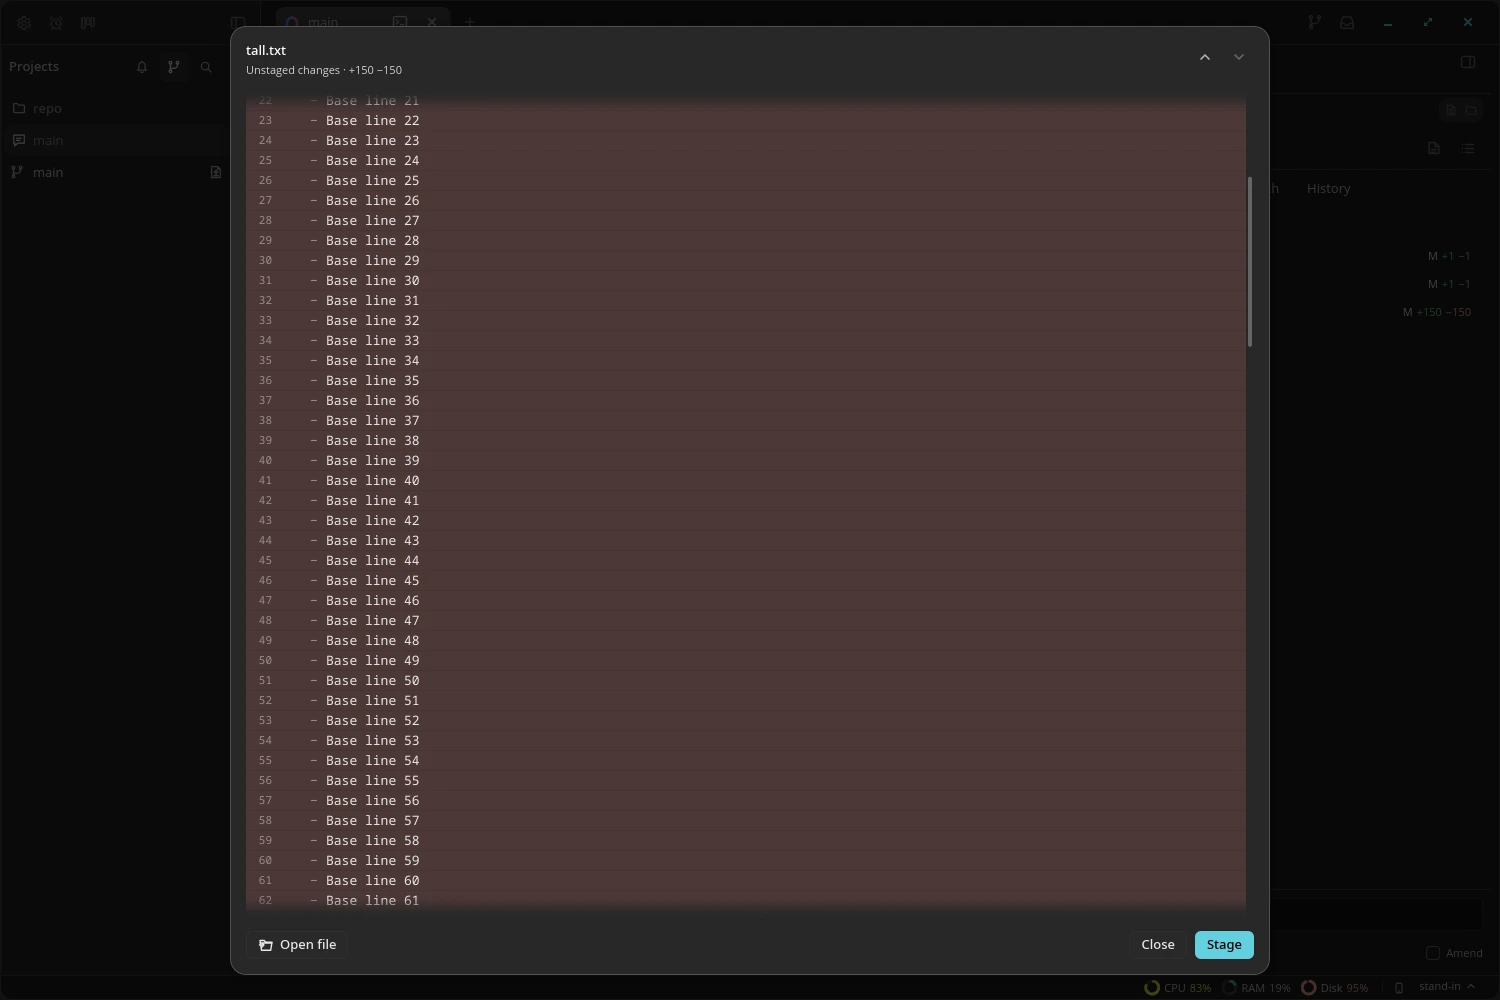 main
Projects
repo
main
main
tall.txt
Unstaged changes · +150 −150
22 − Base line 21
23 − Base line 22
24 − Base line 23
25 − Base line 24
26 − Base line 25
27 − Base line 26
28 − Base line 27
29 − Base line 28
30 − Base line 29
31 − Base line 30
32 − Base line 31
33 − Base line 32
34 − Base line 33
35 − Base line 34
36 − Base line 35
37 − Base line 36
38 − Base line 37
39 − Base line 38
40 − Base line 39
41 − Base line 40
42 − Base line 41
43 − Base line 42
44 − Base line 43
45 − Base line 44
46 − Base line 45
47 − Base line 46
48 − Base line 47
49 − Base line 48
50 − Base line 49
51 − Base line 50
52 − Base line 51
53 − Base line 52
54 − Base line 53
55 − Base line 54
56 − Base line 55
57 − Base line 56
58 − Base line 57
59 − Base line 58
60 − Base line 59
61 − Base line 60
62 − Base line 61
Open file
Close
Stage
h History
M +1 −1
M +1 −1
M +150 −150
Amend
CPU 83% RAM 19% Disk 95% stand-in